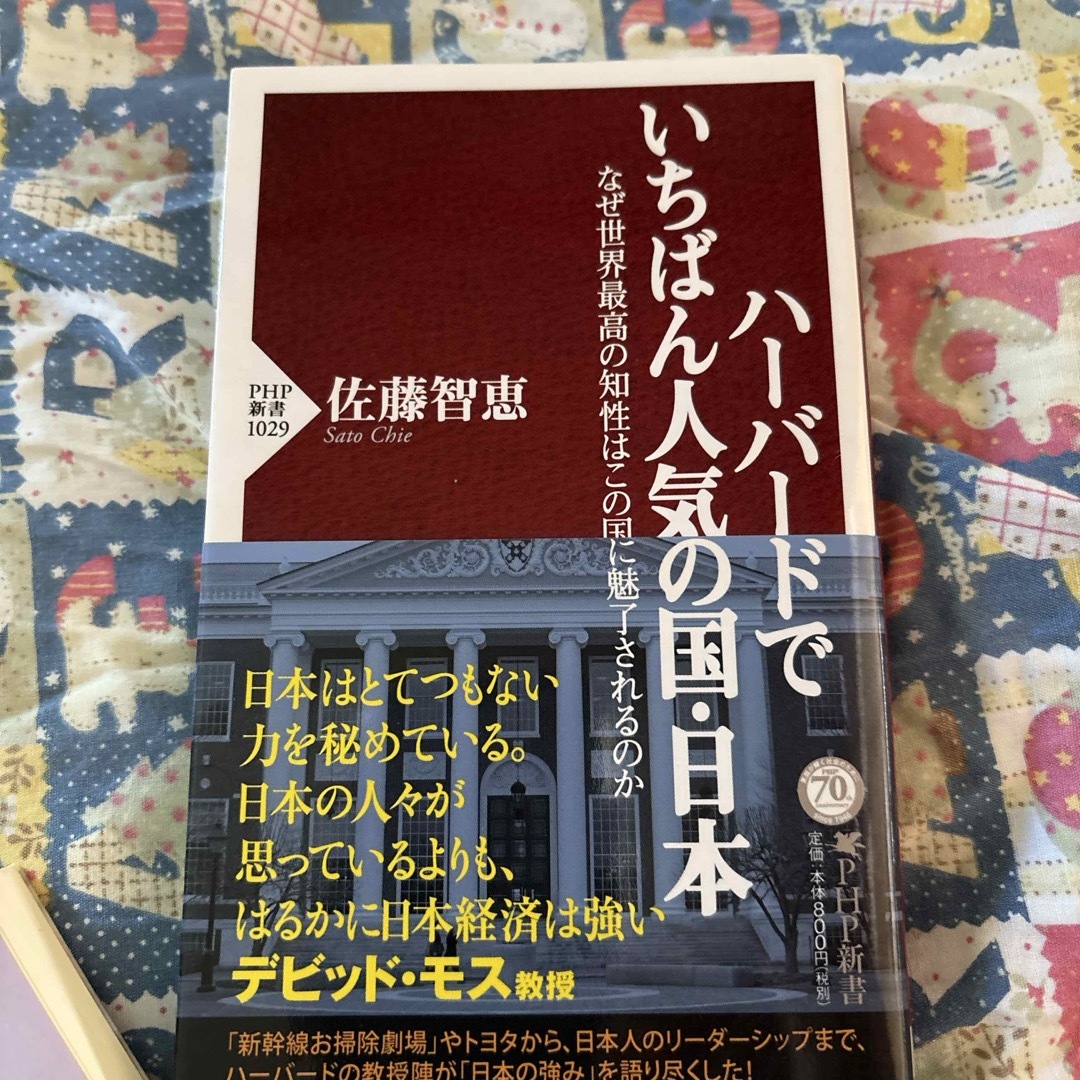 ハーバードで
いちばん人気の国・日本
なぜ世界最高の知性はこの国に魅了されるのか
PHP
新書
1029
佐藤智恵
Sato Chie
日本はとてつもない
力を秘めている。
日本の人々が
思っているよりも、
はるかに日本経済は強い
デビッド・モス教授
PHP
70th
Anniversary
since 1946
PHP新書
定価：本体800円（税別）
「新幹線お掃除劇場」やトヨタから、日本人のリーダーシップまで、
ハーバードの教授陣が「日本の強み」を語り尽くした！